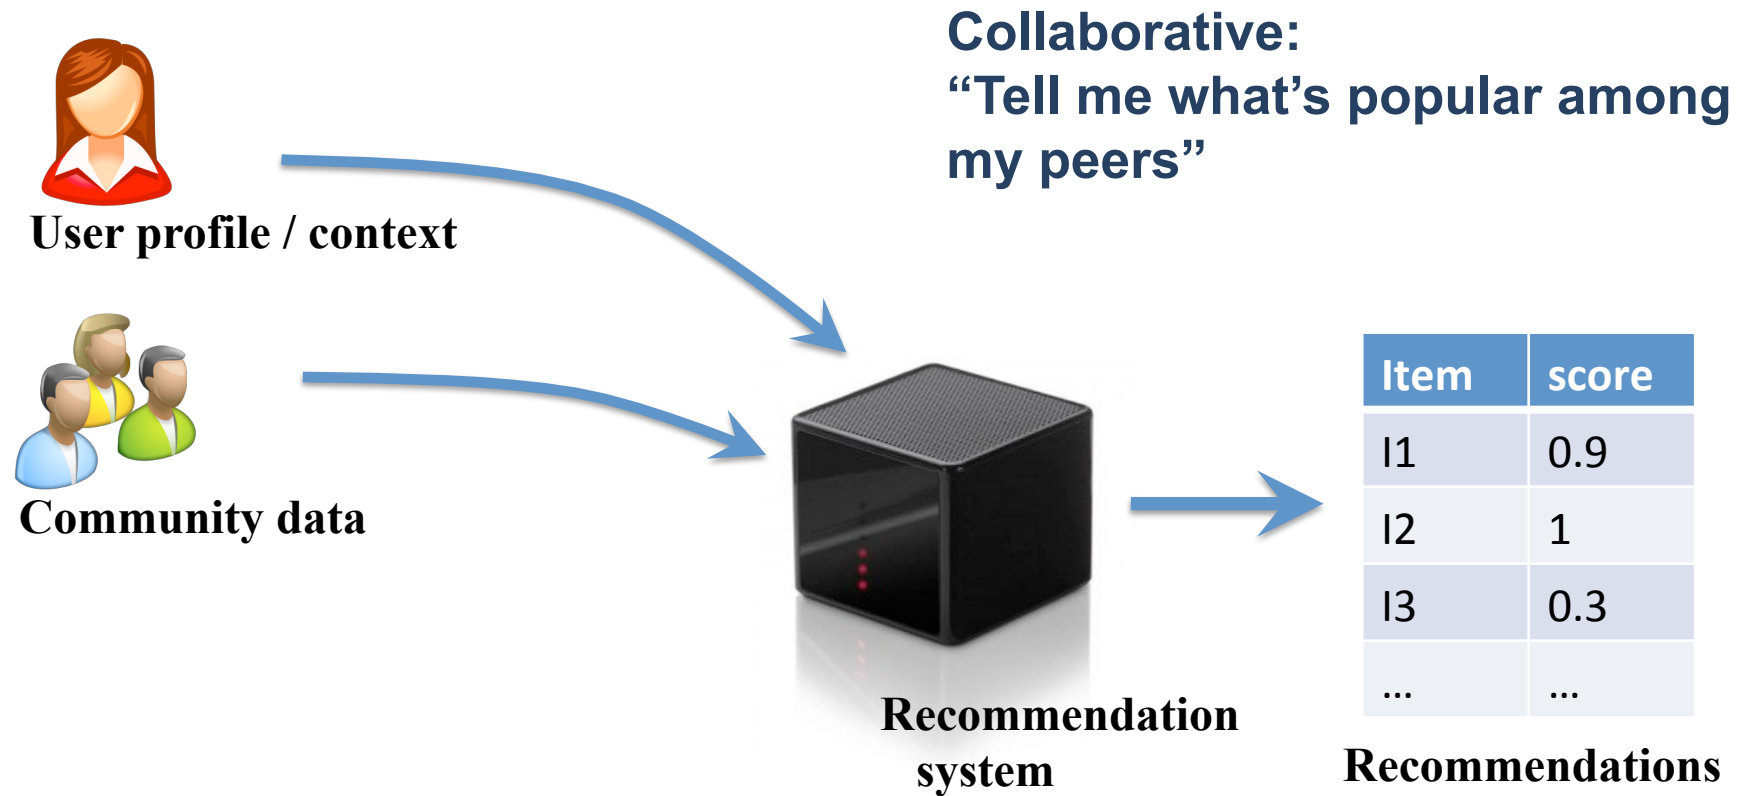 Collaborative:
“Tell me what’s popular among
my peers”
User profile / context
Community data
Recommendation
system
Item score
I1 0.9
I2 1
I3 0.3
... ...
Recommendations